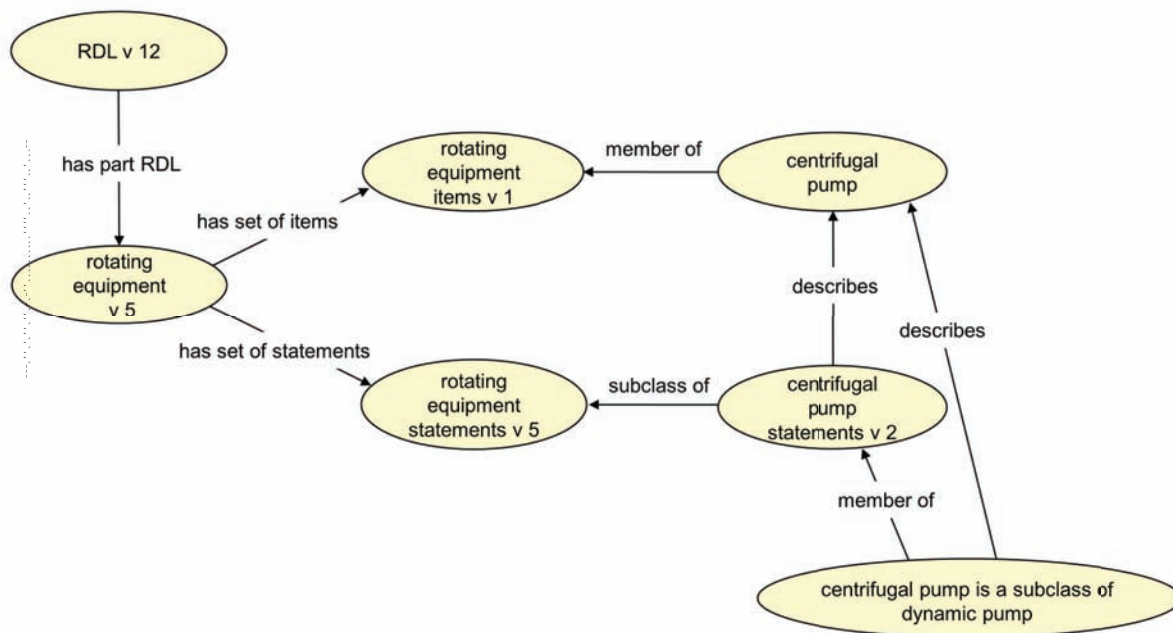 RDL v 12
has part RDL
rotating
equipment
v 5
has set of items
has set of statements
rotating
equipment
items v 1
rotating
equipment
statements v 5
member of
subclass of
centrifugal
pump
describes
describes
centrifugal
pump
statements v 2
member of
centrifugal pump is a subclass of
dynamic pump